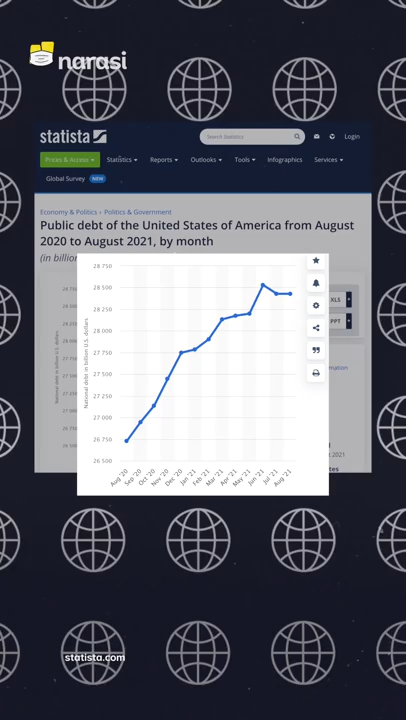 narasi
statista
Search Statistics
Login
Prices & Access
Statistics
Reports
Outlooks
Tools
Infographics
Services
Global Survey
NEW
Economy & Politics › Politics & Government
Public debt of the United States of America from August
2020 to August 2021, by month
(in billion
28 750
28 500
28 250
28 000
27 750
27 500
27 250
27 000
26 750
26 500
National debt in billion U.S. dollars
Aug '20
Sep '20
Oct '20
Nov '20
Dec '20
Jan '21
Feb '21
Mar '21
Apr '21
May '21
Jun '21
Jul '21
Aug '21
XLS
PPT
statista.com